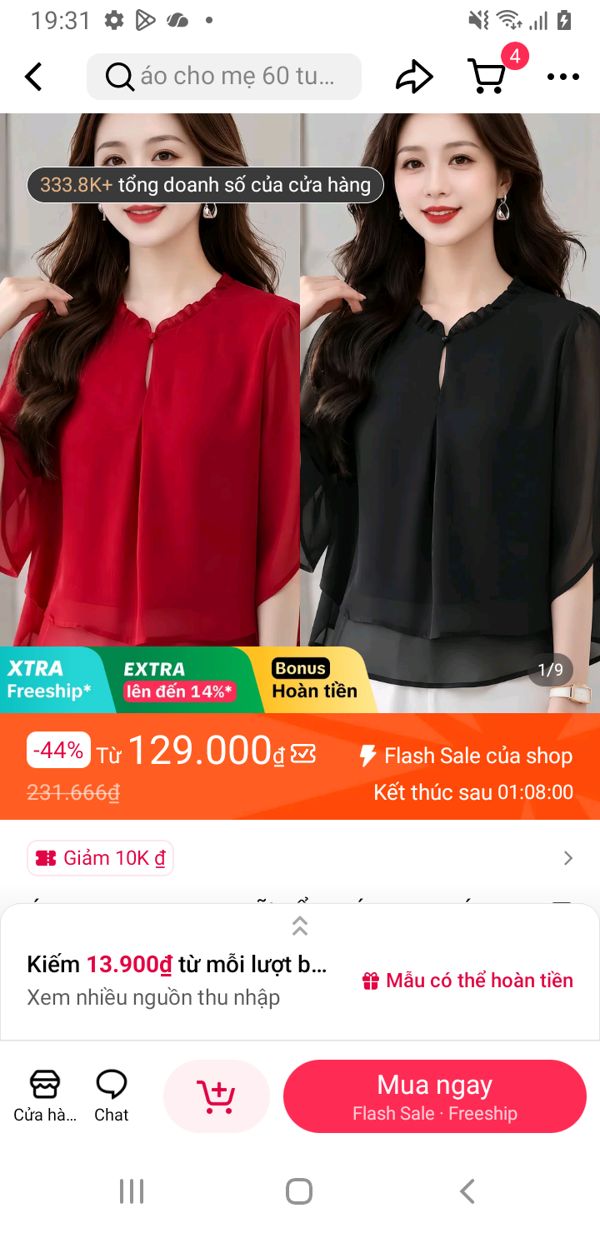 19:31
áo cho mẹ 60 tu...
4
333.8K+ tổng doanh số của cửa hàng
XTRA
Freeship*
EXTRA
lên đến 14%*
Bonus
Hoàn tiền
1/9
-44% Từ 129.000₫
Flash Sale của shop
231.666₫
Kết thúc sau 01:08:00
Giảm 10K ₫
Kiếm 13.900₫ từ mỗi lượt b...
Mẫu có thể hoàn tiền
Xem nhiều nguồn thu nhập
Cửa hà...
Chat
Mua ngay
Flash Sale · Freeship